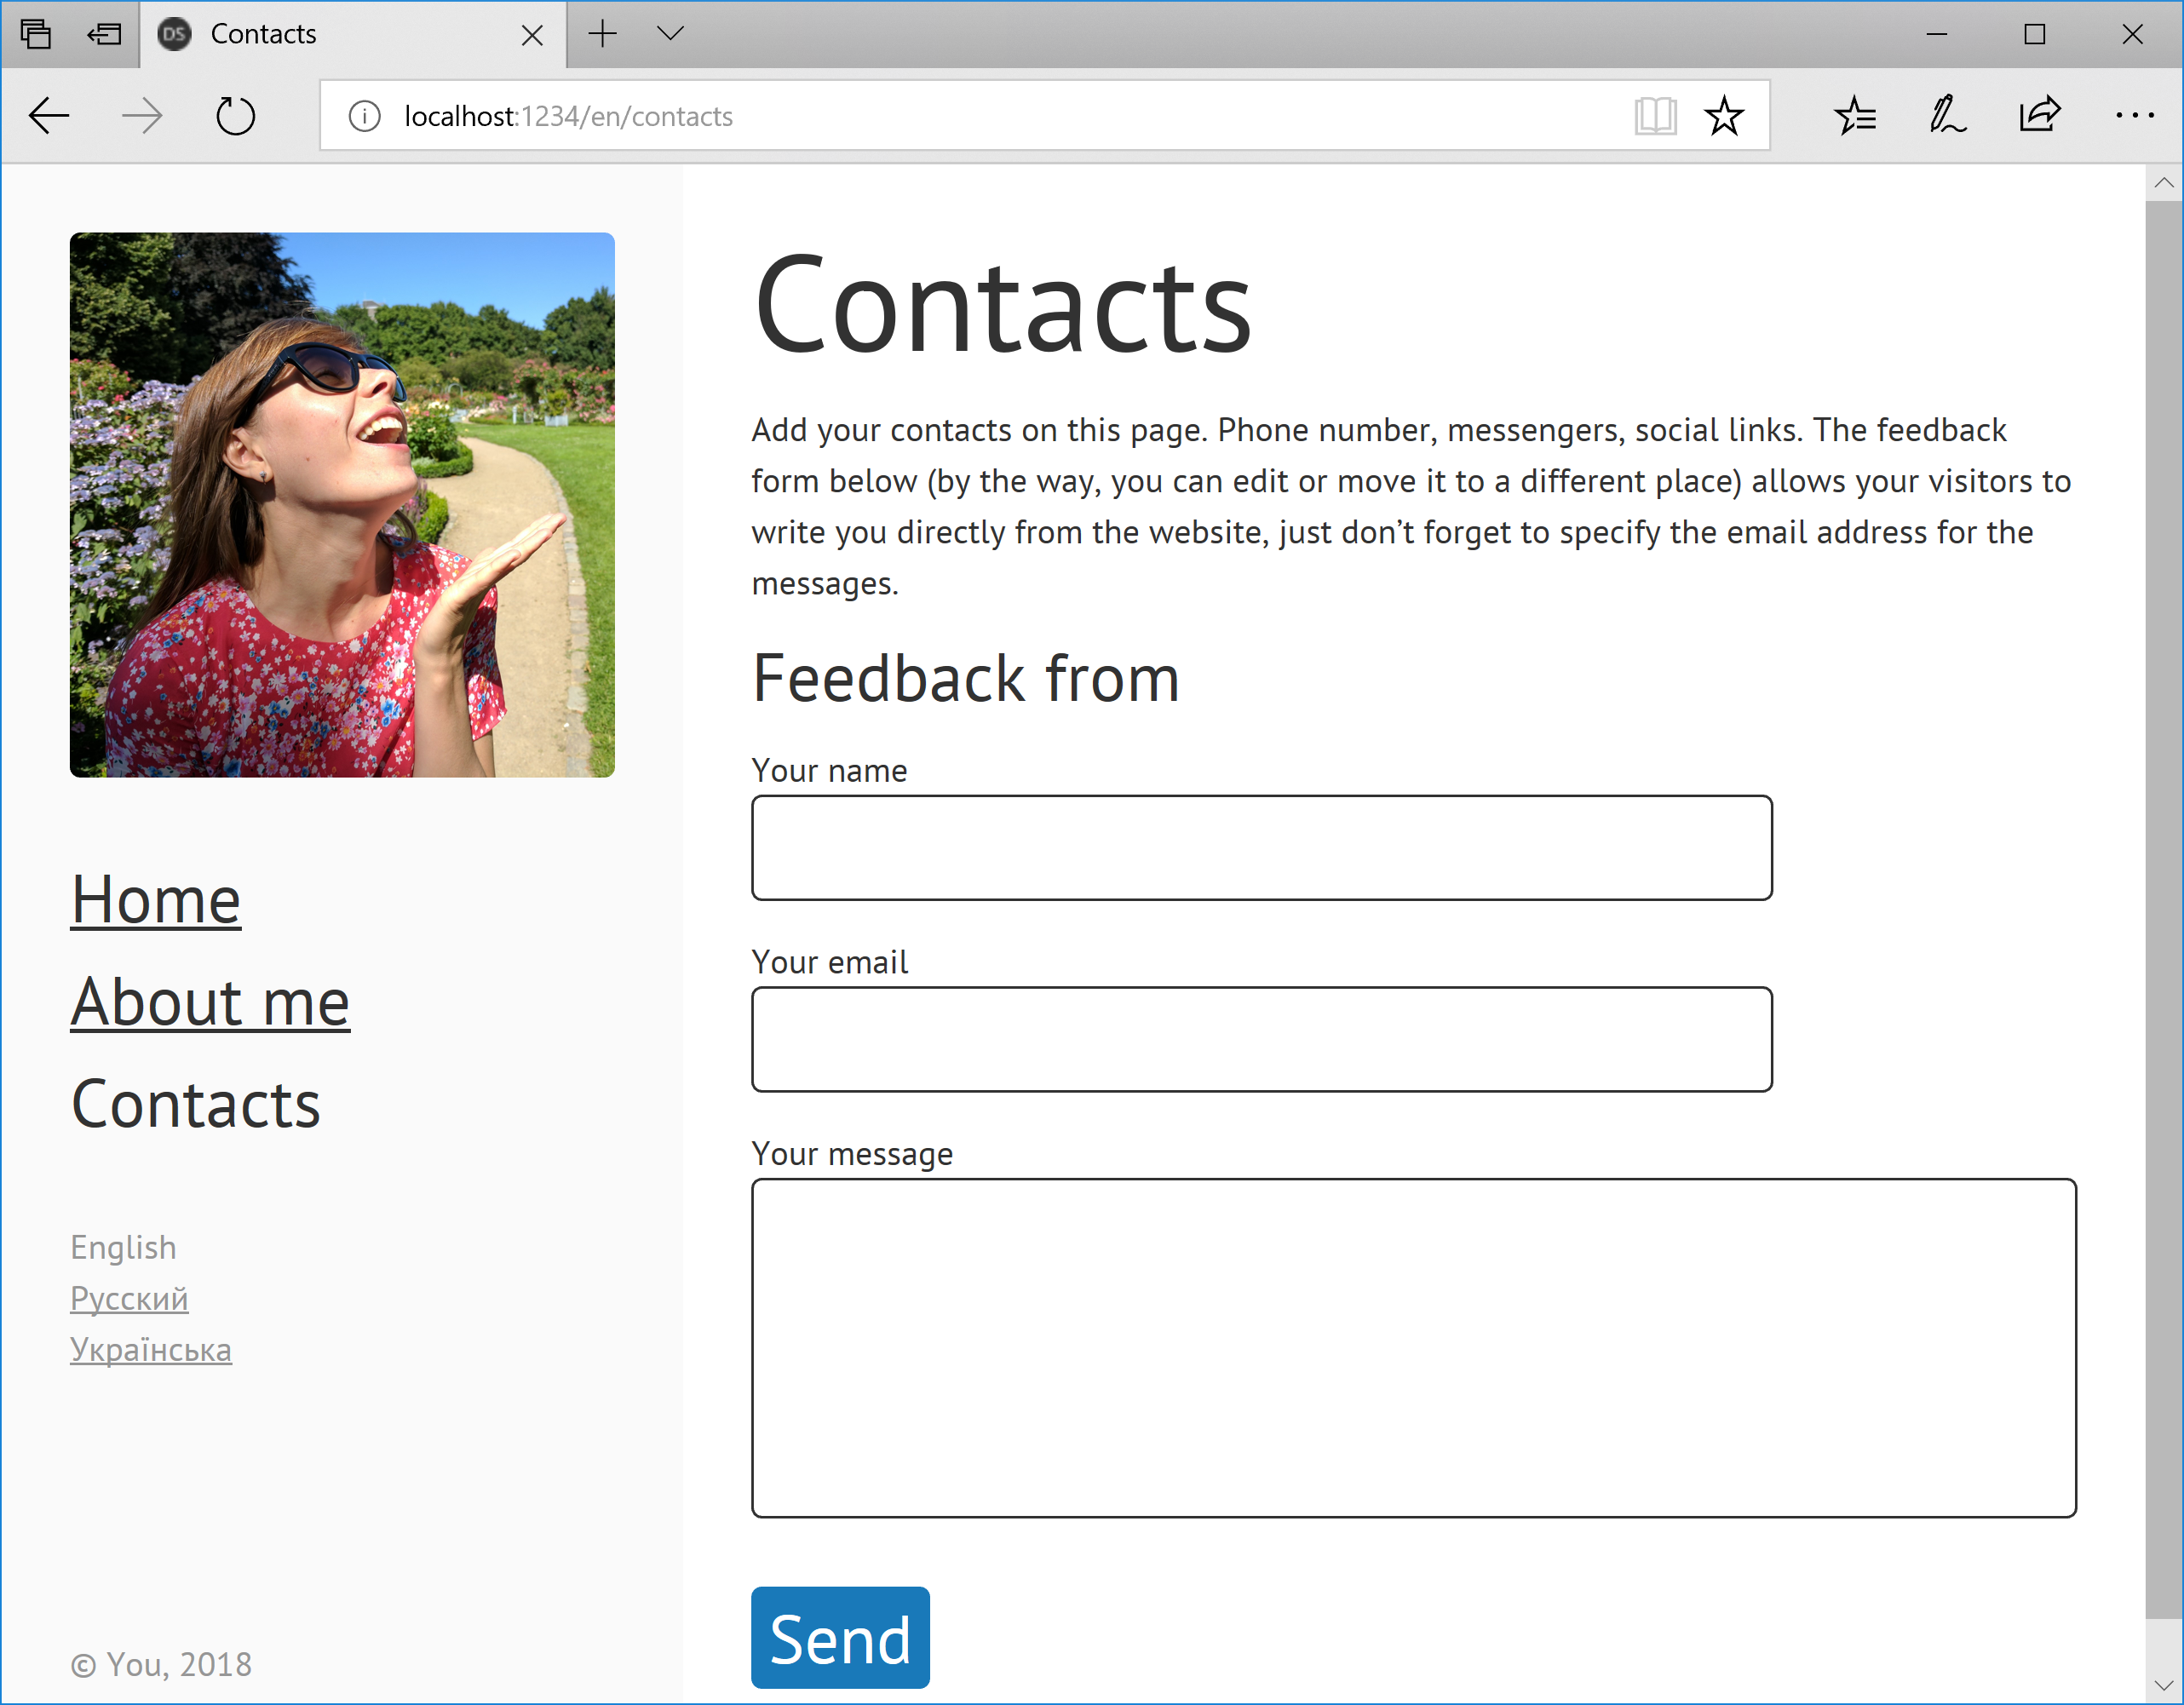 DS Contacts
localhost:1234/en/contacts
Home
About me
Contacts
English
Русский
Українська
© You, 2018
Contacts
Add your contacts on this page. Phone number, messengers, social links. The feedback
form below (by the way, you can edit or move it to a different place) allows your visitors to
write you directly from the website, just don’t forget to specify the email address for the
messages.
Feedback from
Your name
Your email
Your message
Send